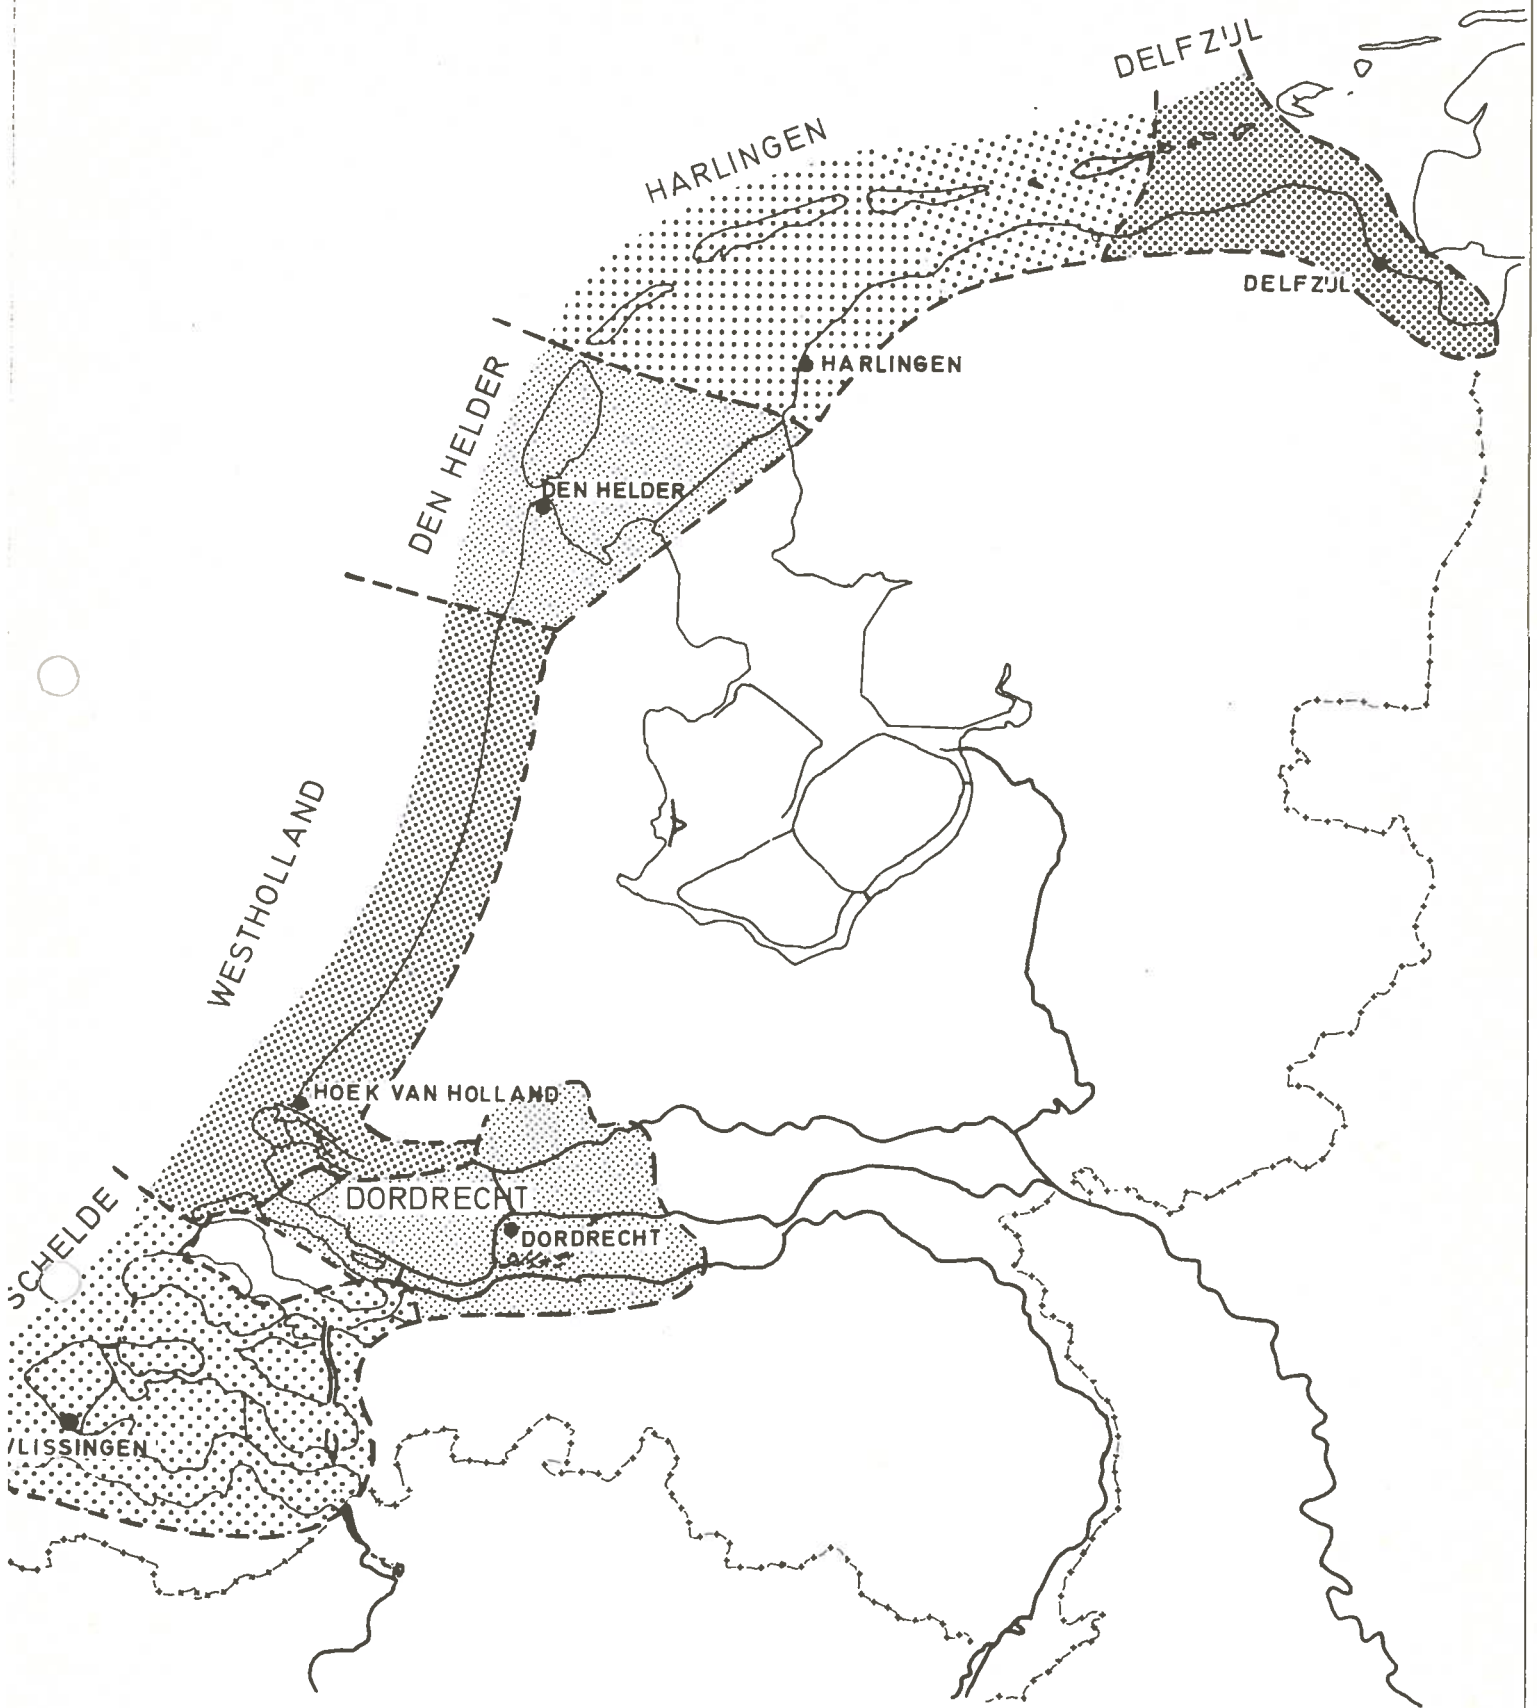 DELFZIJL
HARLINGEN
DELFZIJL
HARLINGEN
DEN HELDER
DEN HELDER
WESTHOLLAND
HOEK VAN HOLLAND
DORDRECHT
SCHELDE
DORDRECHT
VLISSINGEN